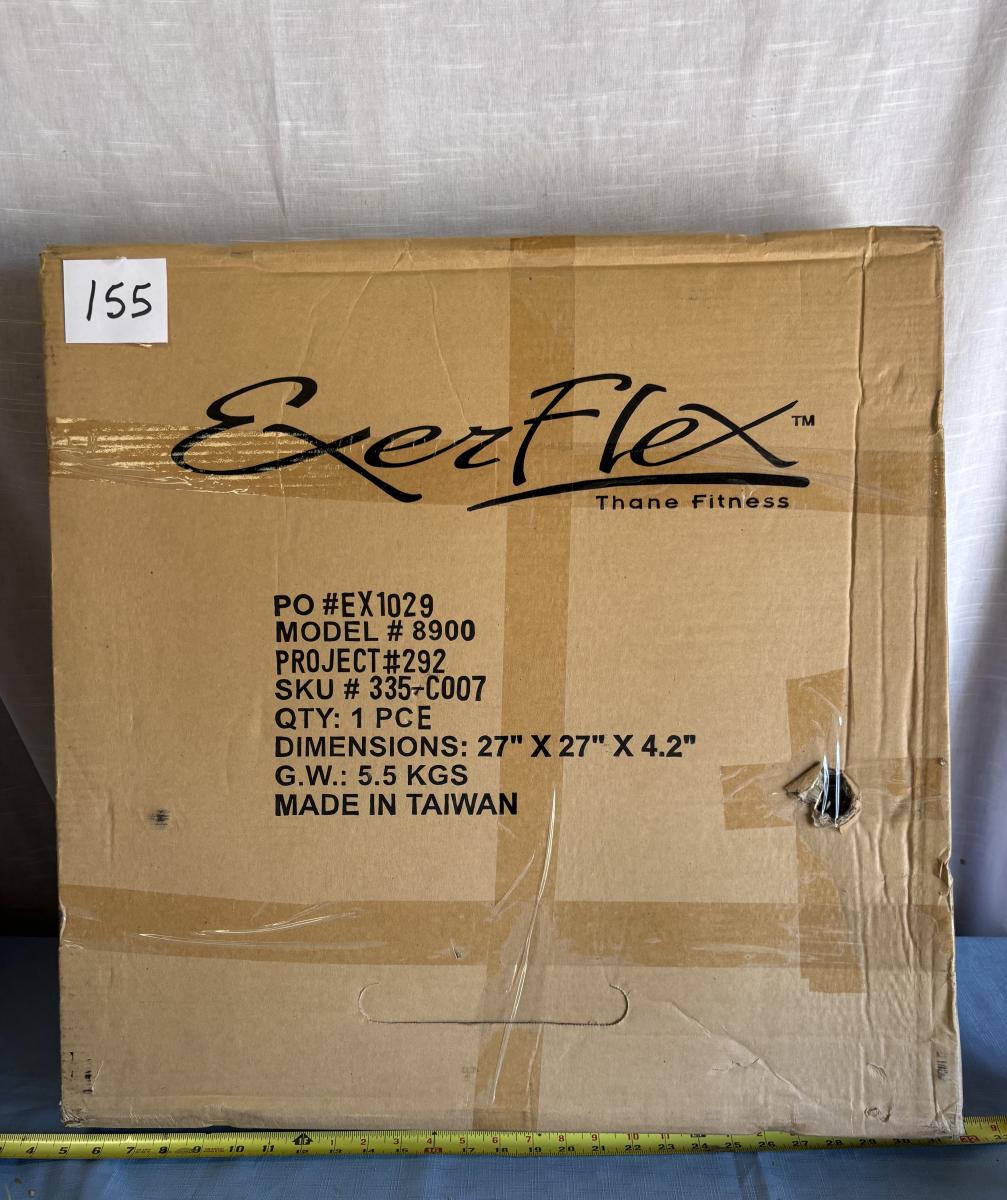 155
ExerFlex™
Thane Fitness
PO #EX1029
MODEL # 8900
PROJECT#292
SKU # 335-C007
QTY: 1 PCE
DIMENSIONS: 27" X 27" X 4.2"
G.W.: 5.5 KGS
MADE IN TAIWAN